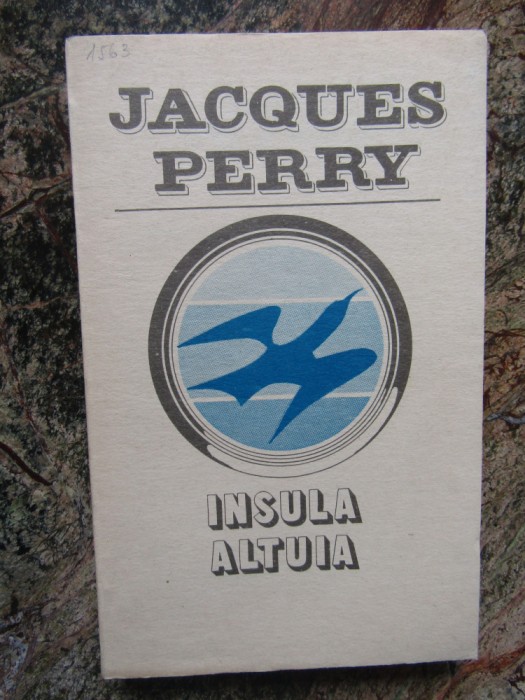 1563
JACQUES
PERRY
INSULA
ALTUIA